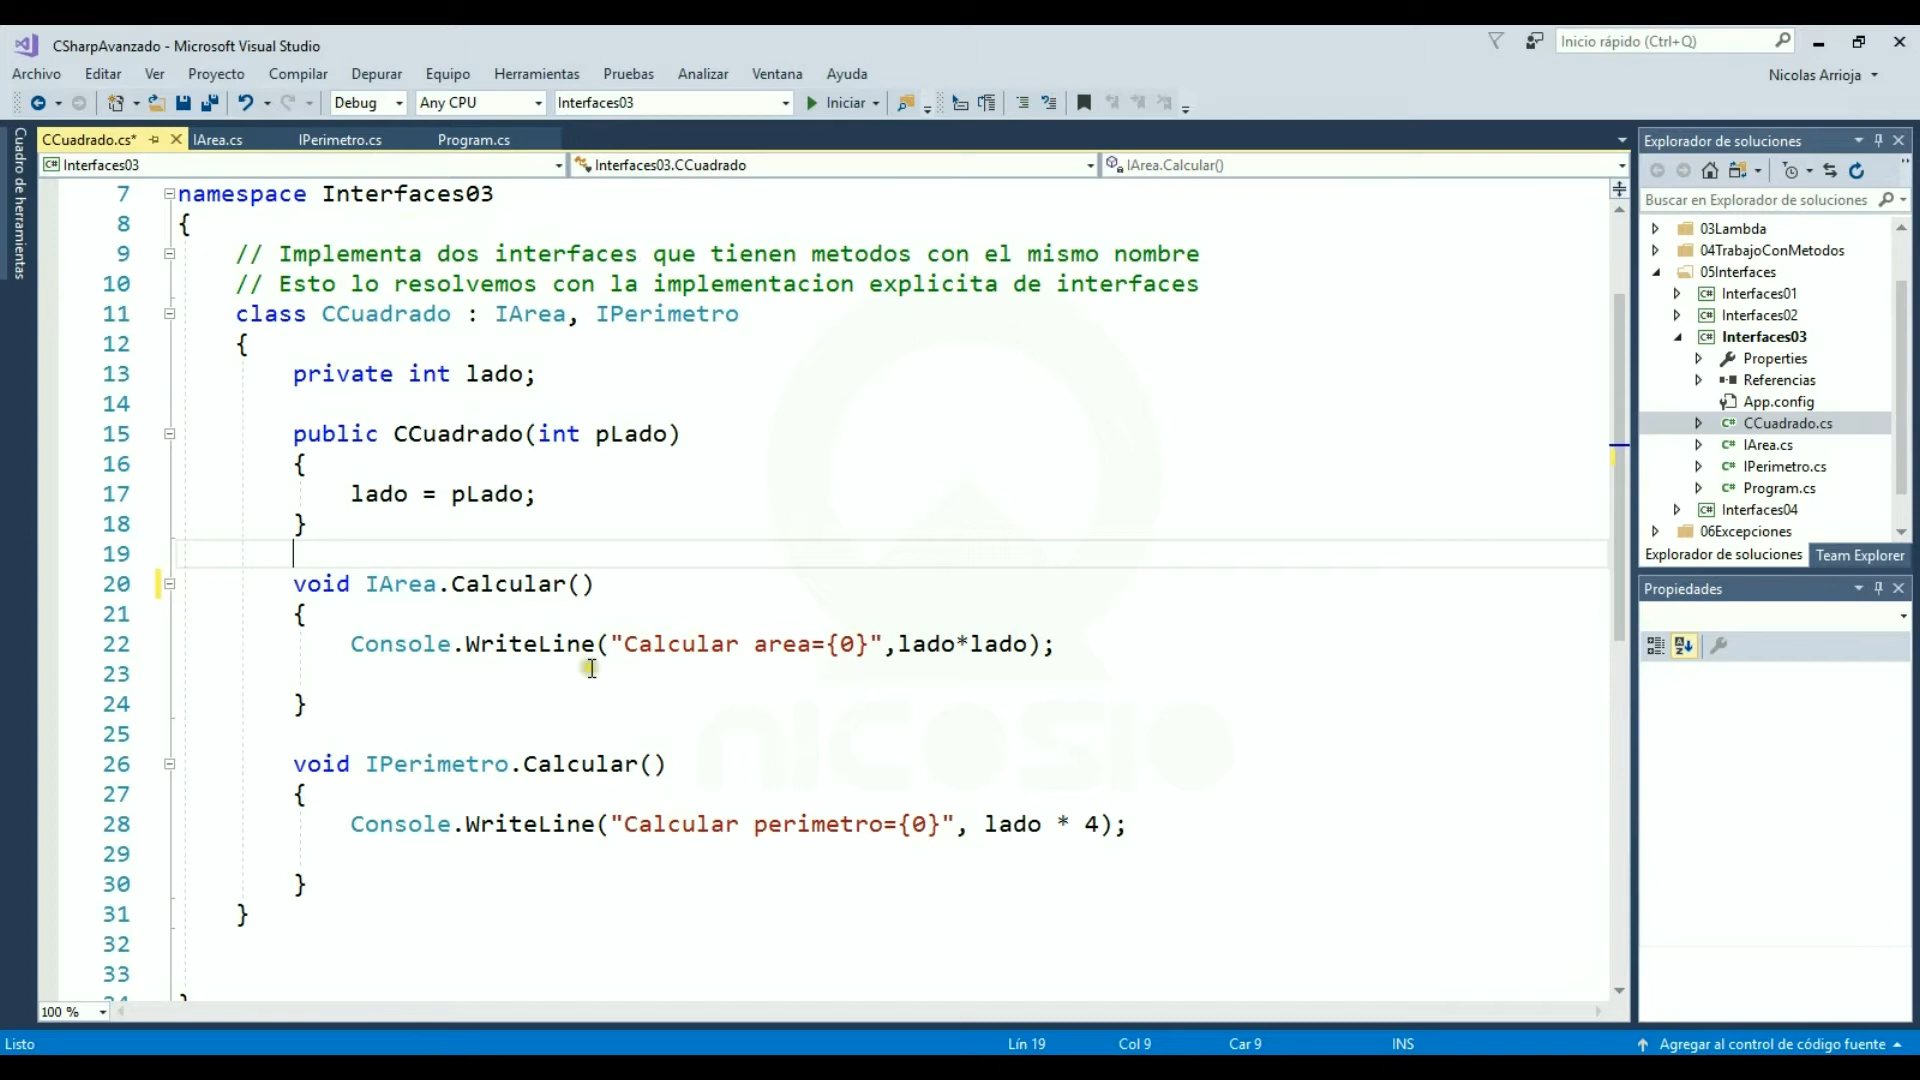 CSharpAvanzado - Microsoft Visual Studio
Inicio rápido (Ctrl+Q)
Archivo Editar Ver Proyecto Compilar Depurar Equipo Herramientas Pruebas Analizar Ventana Ayuda
Nicolas Arrioja
Debug Any CPU Interfaces03 Iniciar
Cuadro de herramientas
CCuadrado.cs* IArea.cs IPerimetro.cs Program.cs
Interfaces03 Interfaces03.CCuadrado IArea.Calcular()
7 namespace Interfaces03
8 {
9 // Implementa dos interfaces que tienen metodos con el mismo nombre
10 // Esto lo resolvemos con la implementacion explicita de interfaces
11 class CCuadrado : IArea, IPerimetro
12 {
13 private int lado;
14
15 public CCuadrado(int pLado)
16 {
17 lado = pLado;
18 }
19
20 void IArea.Calcular()
21 {
22 Console.WriteLine("Calcular area={0}",lado*lado);
23
24 }
25
26 void IPerimetro.Calcular()
27 {
28 Console.WriteLine("Calcular perimetro={0}", lado * 4);
29
30 }
31 }
32
33
34 }
NICOSIO
100 %
Explorador de soluciones
Buscar en Explorador de soluciones
03Lambda
04TrabajoConMetodos
05Interfaces
C# Interfaces01
C# Interfaces02
C# Interfaces03
Properties
Referencias
App.config
C# CCuadrado.cs
C# IArea.cs
C# IPerimetro.cs
C# Program.cs
C# Interfaces04
06Excepciones
Explorador de soluciones Team Explorer
Propiedades
Listo Lín 19 Col 9 Car 9 INS Agregar al control de código fuente